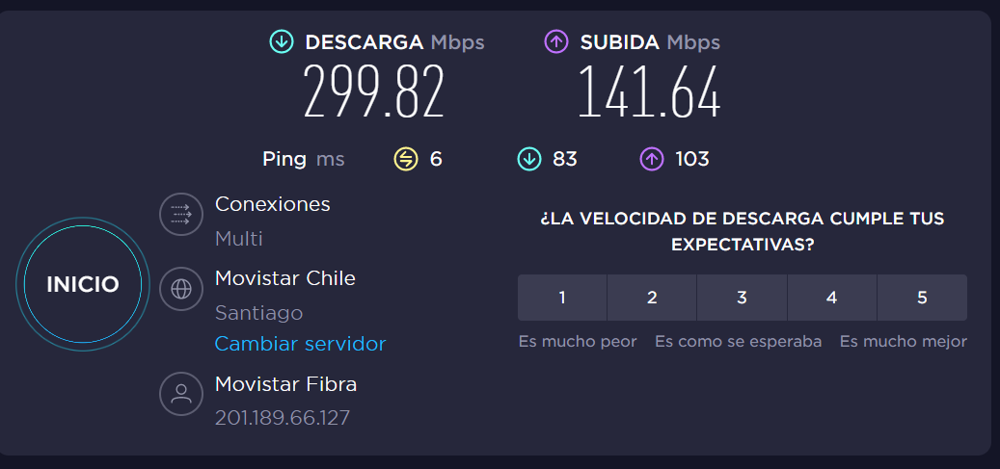 DESCARGA Mbps
299.82
SUBIDA Mbps
141.64
Ping ms 6 83 103
INICIO
Conexiones
Multi
Movistar Chile
Santiago
Cambiar servidor
Movistar Fibra
201.189.66.127
¿LA VELOCIDAD DE DESCARGA CUMPLE TUS
EXPECTATIVAS?
1 2 3 4 5
Es mucho peor Es como se esperaba Es mucho mejor